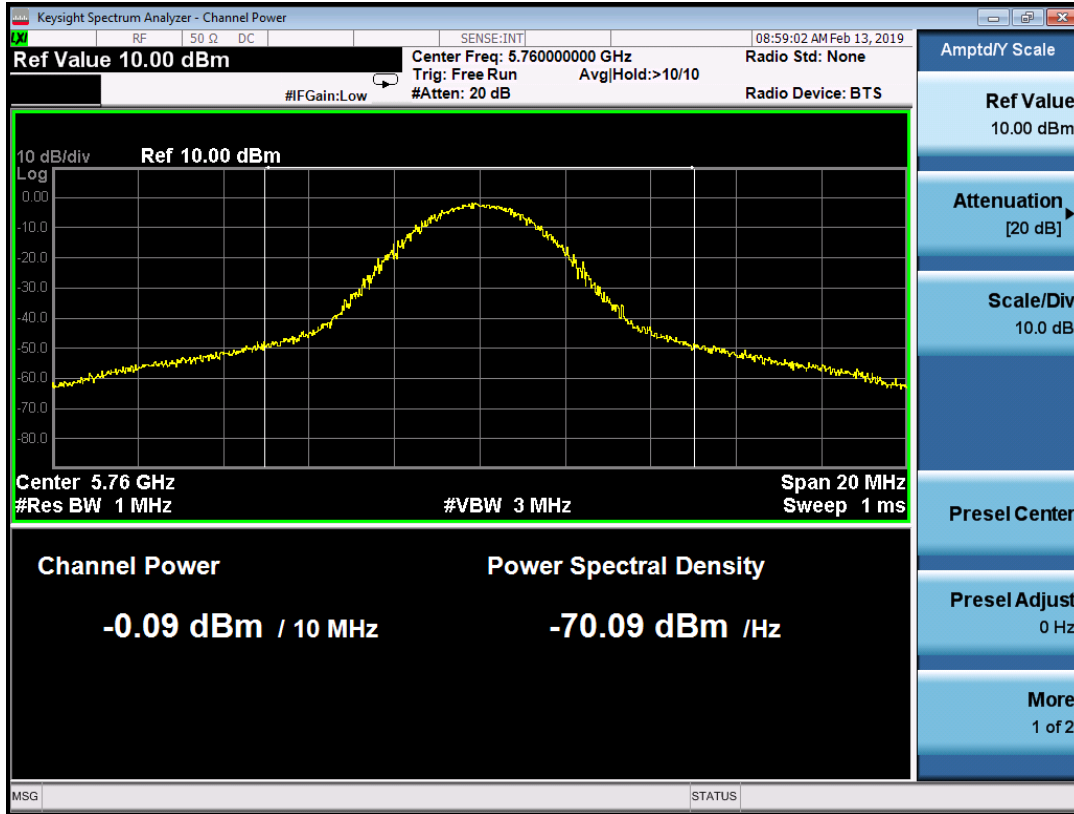 Keysight Spectrum Analyzer - Channel Power
LXI RF 50 Ω DC SENSE:INT 08:59:02 AM Feb 13, 2019
Ref Value 10.00 dBm
Center Freq: 5.760000000 GHz
Radio Std: None
Trig: Free Run Avg|Hold:>10/10
#IFGain:Low
#Atten: 20 dB
Radio Device: BTS
10 dB/div Ref 10.00 dBm
Log
0.00
-10.0
-20.0
-30.0
-40.0
-50.0
-60.0
-70.0
-80.0
Center 5.76 GHz Span 20 MHz
#Res BW 1 MHz #VBW 3 MHz Sweep 1 ms
Channel Power Power Spectral Density
-0.09 dBm / 10 MHz -70.09 dBm /Hz
MSG STATUS
Amptd/Y Scale
Ref Value
10.00 dBm
Attenuation
[20 dB]
Scale/Div
10.0 dB
Presel Center
Presel Adjust
0 Hz
More
1 of 2